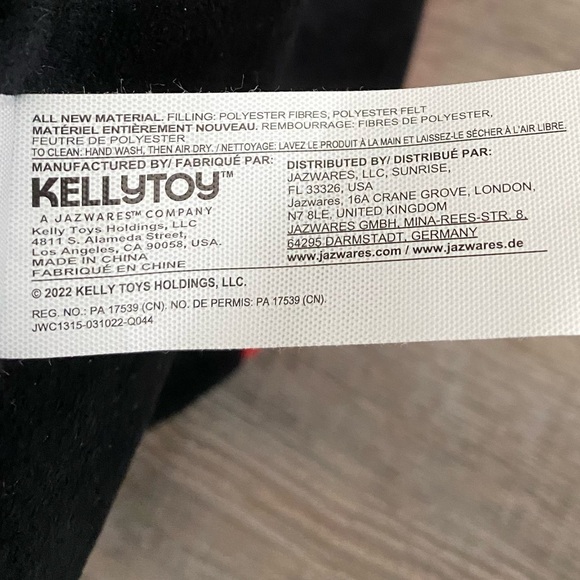 ALL NEW MATERIAL. FILLING: POLYESTER FIBRES, POLYESTER FELT
MATÉRIEL ENTIÈREMENT NOUVEAU. REMBOURRAGE: FIBRES DE POLYESTER,
FEUTRE DE POLYESTER
TO CLEAN: HAND WASH, THEN AIR DRY. / NETTOYAGE: LAVEZ LE PRODUIT À LA MAIN ET LAISSEZ-LE SÉCHER À L'AIR LIBRE.
MANUFACTURED BY/ FABRIQUÉ PAR:
KELLYTOY™
A JAZWARES™ COMPANY
Kelly Toys Holdings, LLC
4811 S. Alameda Street,
Los Angeles, CA 90058, USA.
MADE IN CHINA
FABRIQUÉ EN CHINE
DISTRIBUTED BY/ DISTRIBUÉ PAR:
JAZWARES, LLC, SUNRISE,
FL 33326, USA
Jazwares, 16A CRANE GROVE, LONDON,
N7 8LE, UNITED KINGDOM
JAZWARES GMBH, MINA-REES-STR. 8,
64295 DARMSTADT, GERMANY
www.jazwares.com / www.jazwares.de
© 2022 KELLY TOYS HOLDINGS, LLC.
REG. NO.: PA 17539 (CN). NO. DE PERMIS: PA 17539 (CN).
JWC1315-031022-Q044